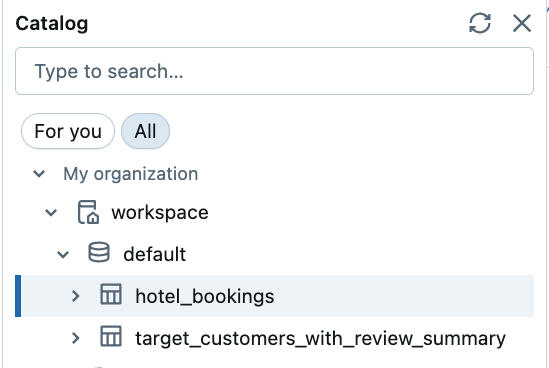 Catalog
Type to search...
For you All
My organization
workspace
default
hotel_bookings
target_customers_with_review_summary